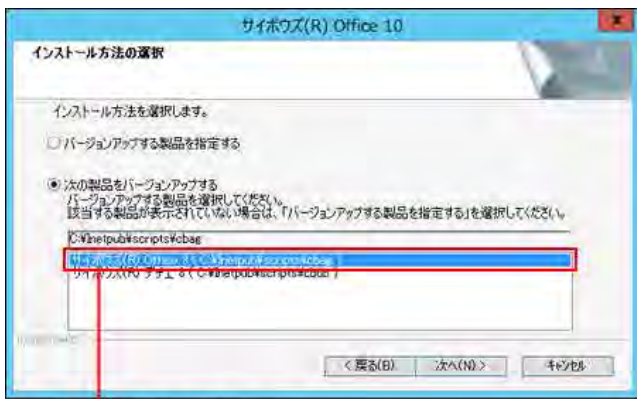 サイボウズ(R) Office 10
インストール方法の選択
インストール方法を選択します。
バージョンアップする製品を指定する
次の製品をバージョンアップする
バージョンアップする製品を選択してください。
該当する製品が表示されていない場合は、「バージョンアップする製品を指定する」を選択してください。
C:¥inetpub¥scripts¥cbag
サイボウズ(R) Office 8 ( C:¥inetpub¥scripts¥cbag )
サイボウズ(R) デヂエ 8 ( C:¥inetpub¥scripts¥cbdb )
< 戻る(B)
次へ(N) >
キャンセル